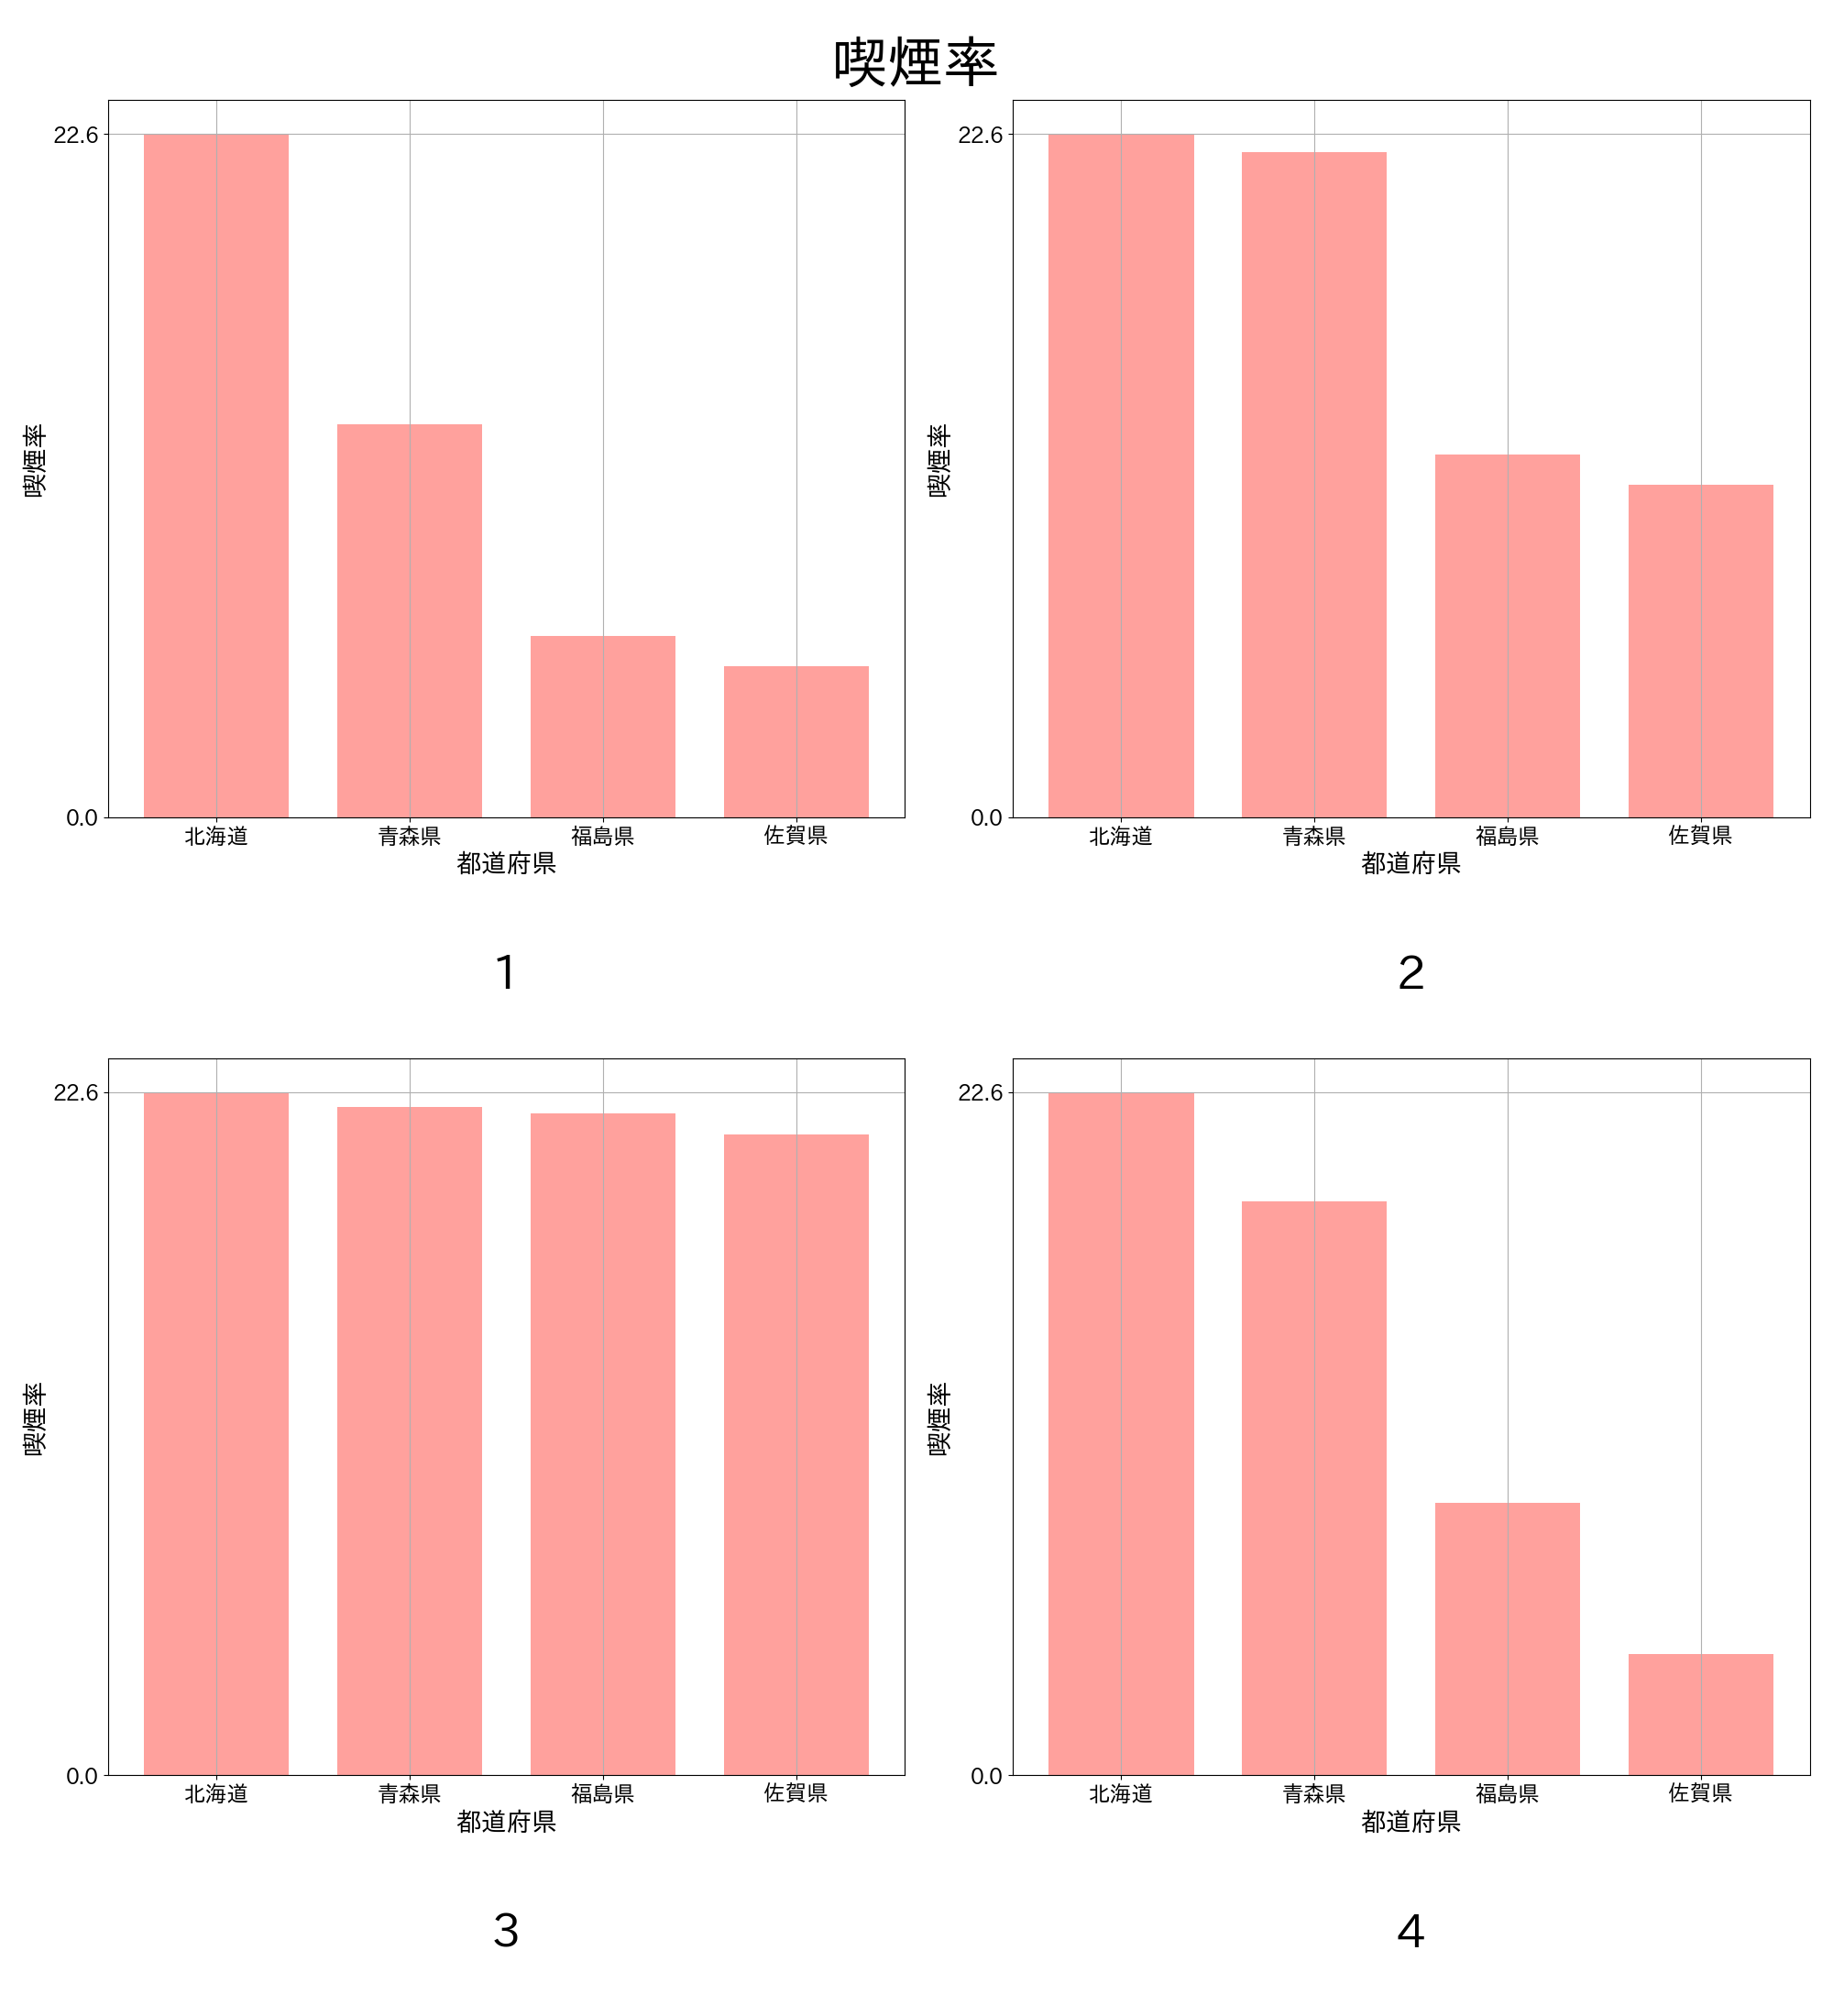 喫煙率
22.6
0.0
喫煙率
北海道 青森県 福島県 佐賀県
都道府県
1
22.6
0.0
喫煙率
北海道 青森県 福島県 佐賀県
都道府県
2
22.6
0.0
喫煙率
北海道 青森県 福島県 佐賀県
都道府県
3
22.6
0.0
喫煙率
北海道 青森県 福島県 佐賀県
都道府県
4